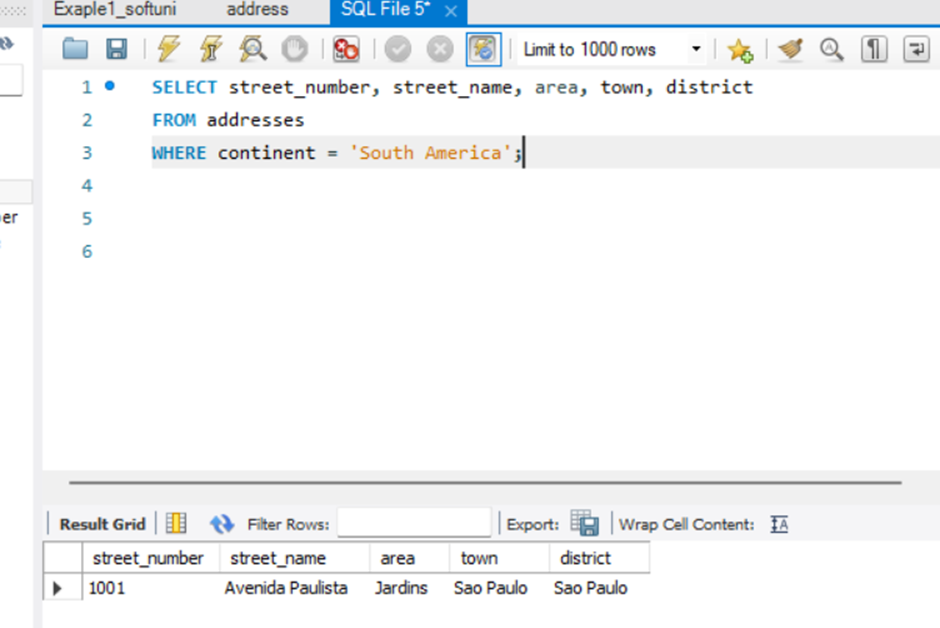 Exaple1_softuni address SQL File 5*
Limit to 1000 rows
1 SELECT street_number, street_name, area, town, district
2 FROM addresses
er
3 WHERE continent = 'South America';
4
5
6
Result Grid Filter Rows: Export: Wrap Cell Content: IA
street_number street_name area town district
1001 Avenida Paulista Jardins Sao Paulo Sao Paulo